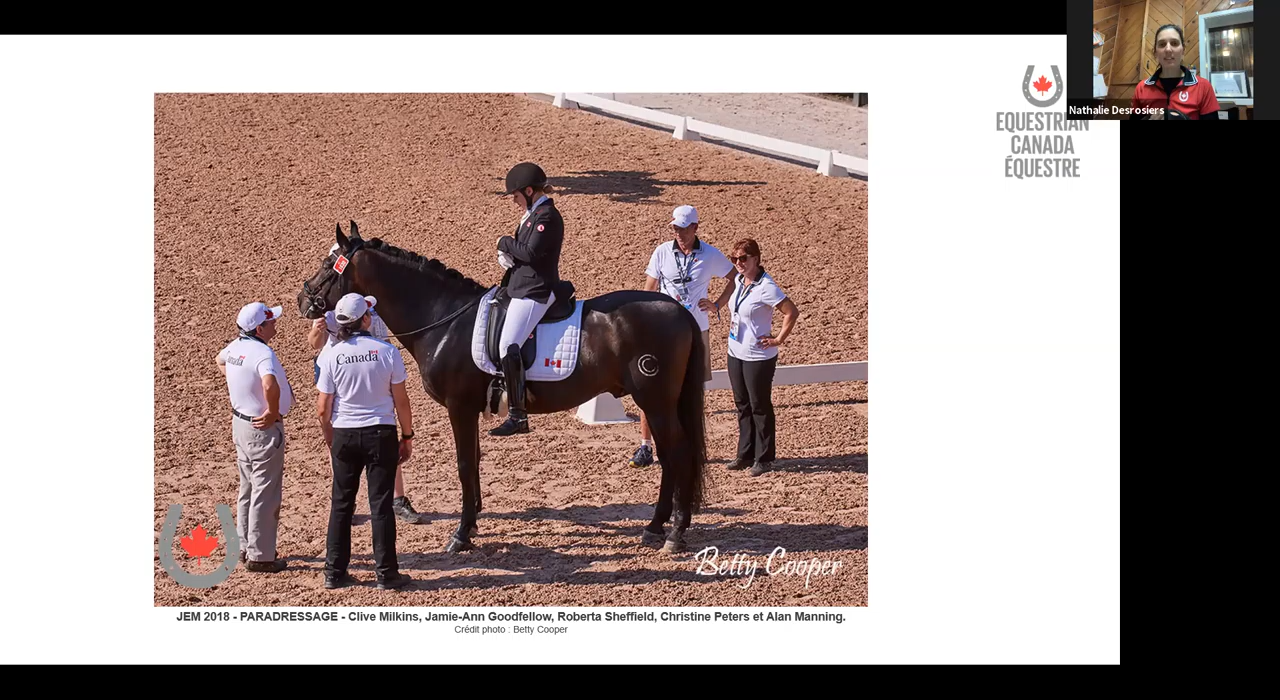 EQUESTRIAN
CANADA
ÉQUESTRE
Nathalie Desrosiers
Canada
Canada
Betty Cooper
JEM 2018 - PARADRESSAGE - Clive Milkins, Jamie-Ann Goodfellow, Roberta Sheffield, Christine Peters et Alan Manning.
Crédit photo : Betty Cooper